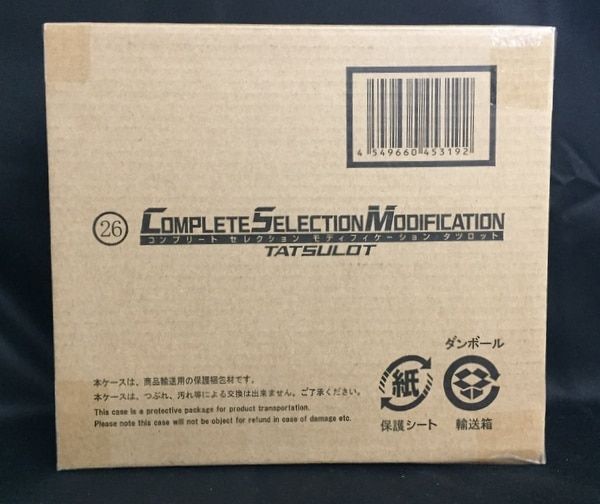 4 549660 453192
26 COMPLETE SELECTION MODIFICATION
コンプリート セレクション モディフィケーション タツロット
TATSULOT
ダンボール
紙
保護シート
輸送箱
本ケースは、商品輸送用の保護梱包材です。
本ケースは、つぶれ、汚れ等による交換は出来ません。ご了承ください。
This case is a protective package for product transportation.
Please note this case will not be object for refund in case of damage etc.